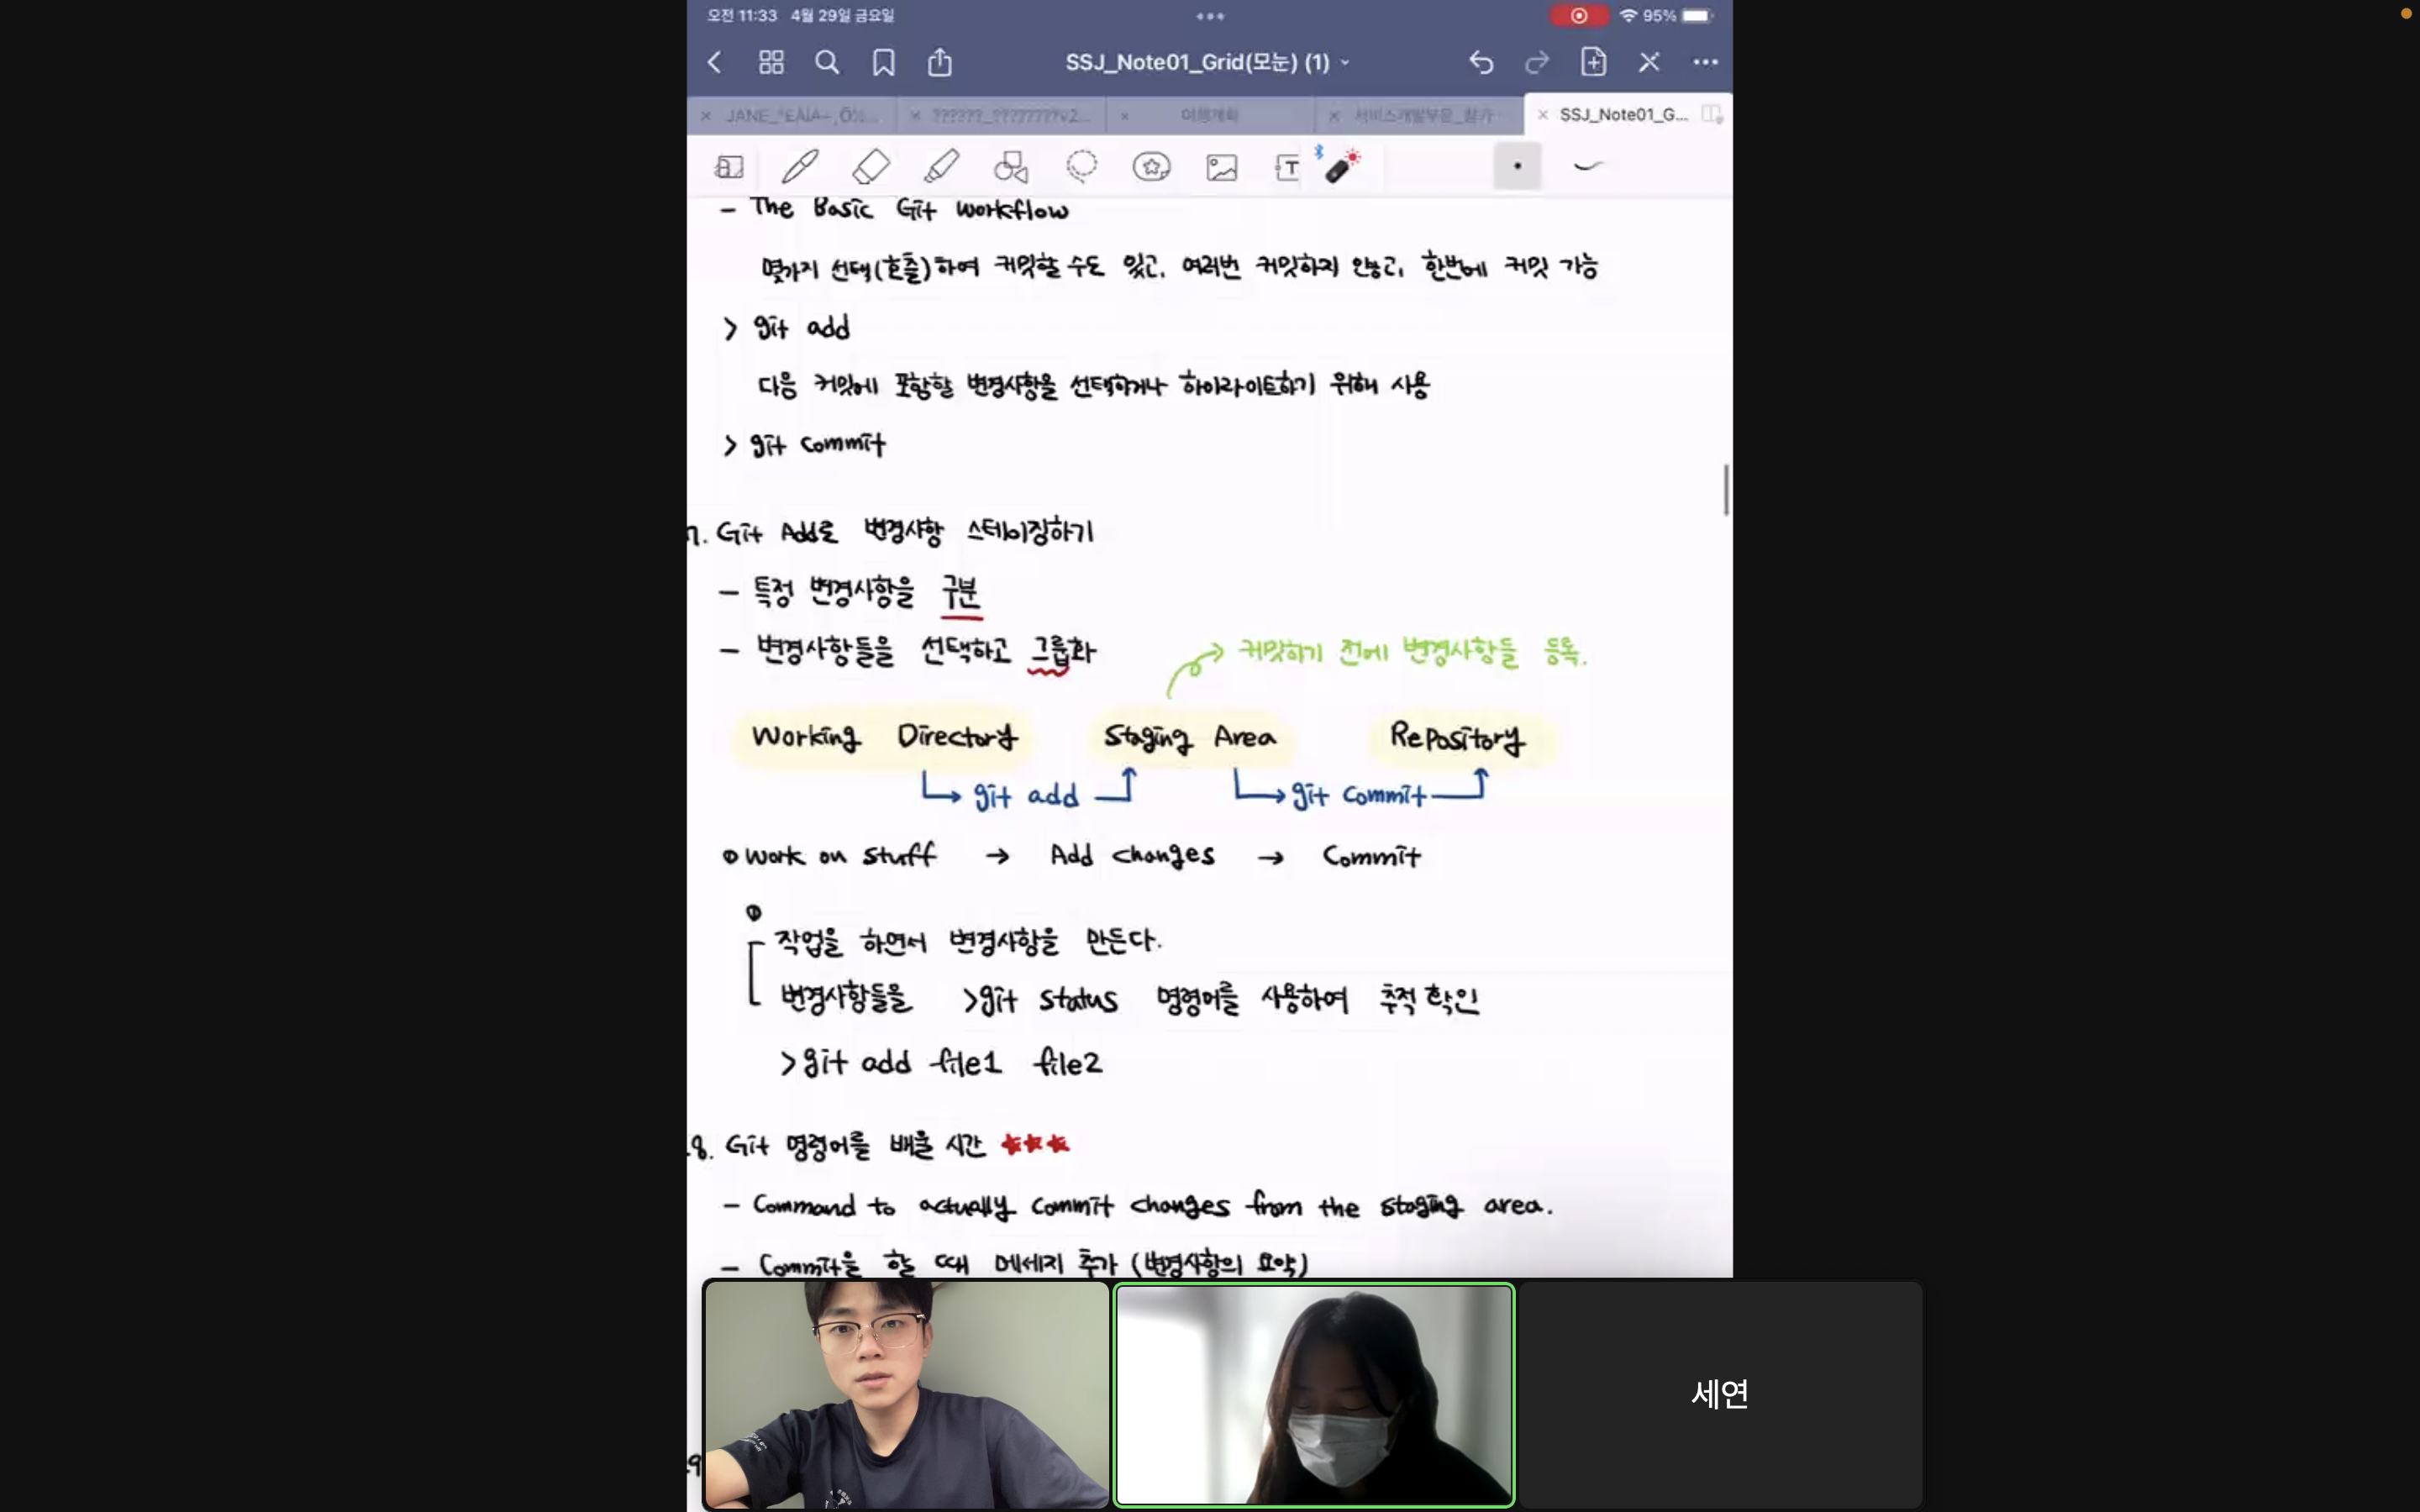 오전 11:33 4월 29일 금요일
95%
SSJ_Note01_Grid(모눈) (1)
JANE_
??????_????????v2...
이행계획
서비스개발부문_참가
SSJ_Note01_G...
- The Basic Git Workflow
몇가지 선택(호출)하여 커밋할 수도 있고, 여러번 커밋하지 않고, 한번에 커밋 가능
> git add
다음 커밋에 포함할 변경사항을 선택하거나 하이라이트하기 위해 사용
> git commit
7. Git Add로 변경사항 스테이징하기
- 특정 변경사항을 구분
- 변경사항들을 선택하고 그룹화
커밋하기 전에 변경사항들 등록.
Working Directory Staging Area Repository
git add git commit
Work on stuff → Add changes → Commit
작업을 하면서 변경사항을 만든다.
변경사항들을 >git status 명령어를 사용하여 추적 확인
>git add file1 file2
8. Git 명령어를 배울 시간
- Command to actually commit changes from the staging area.
- Commit을 할 때 메세지 추가 (변경사항의 요약)
세연